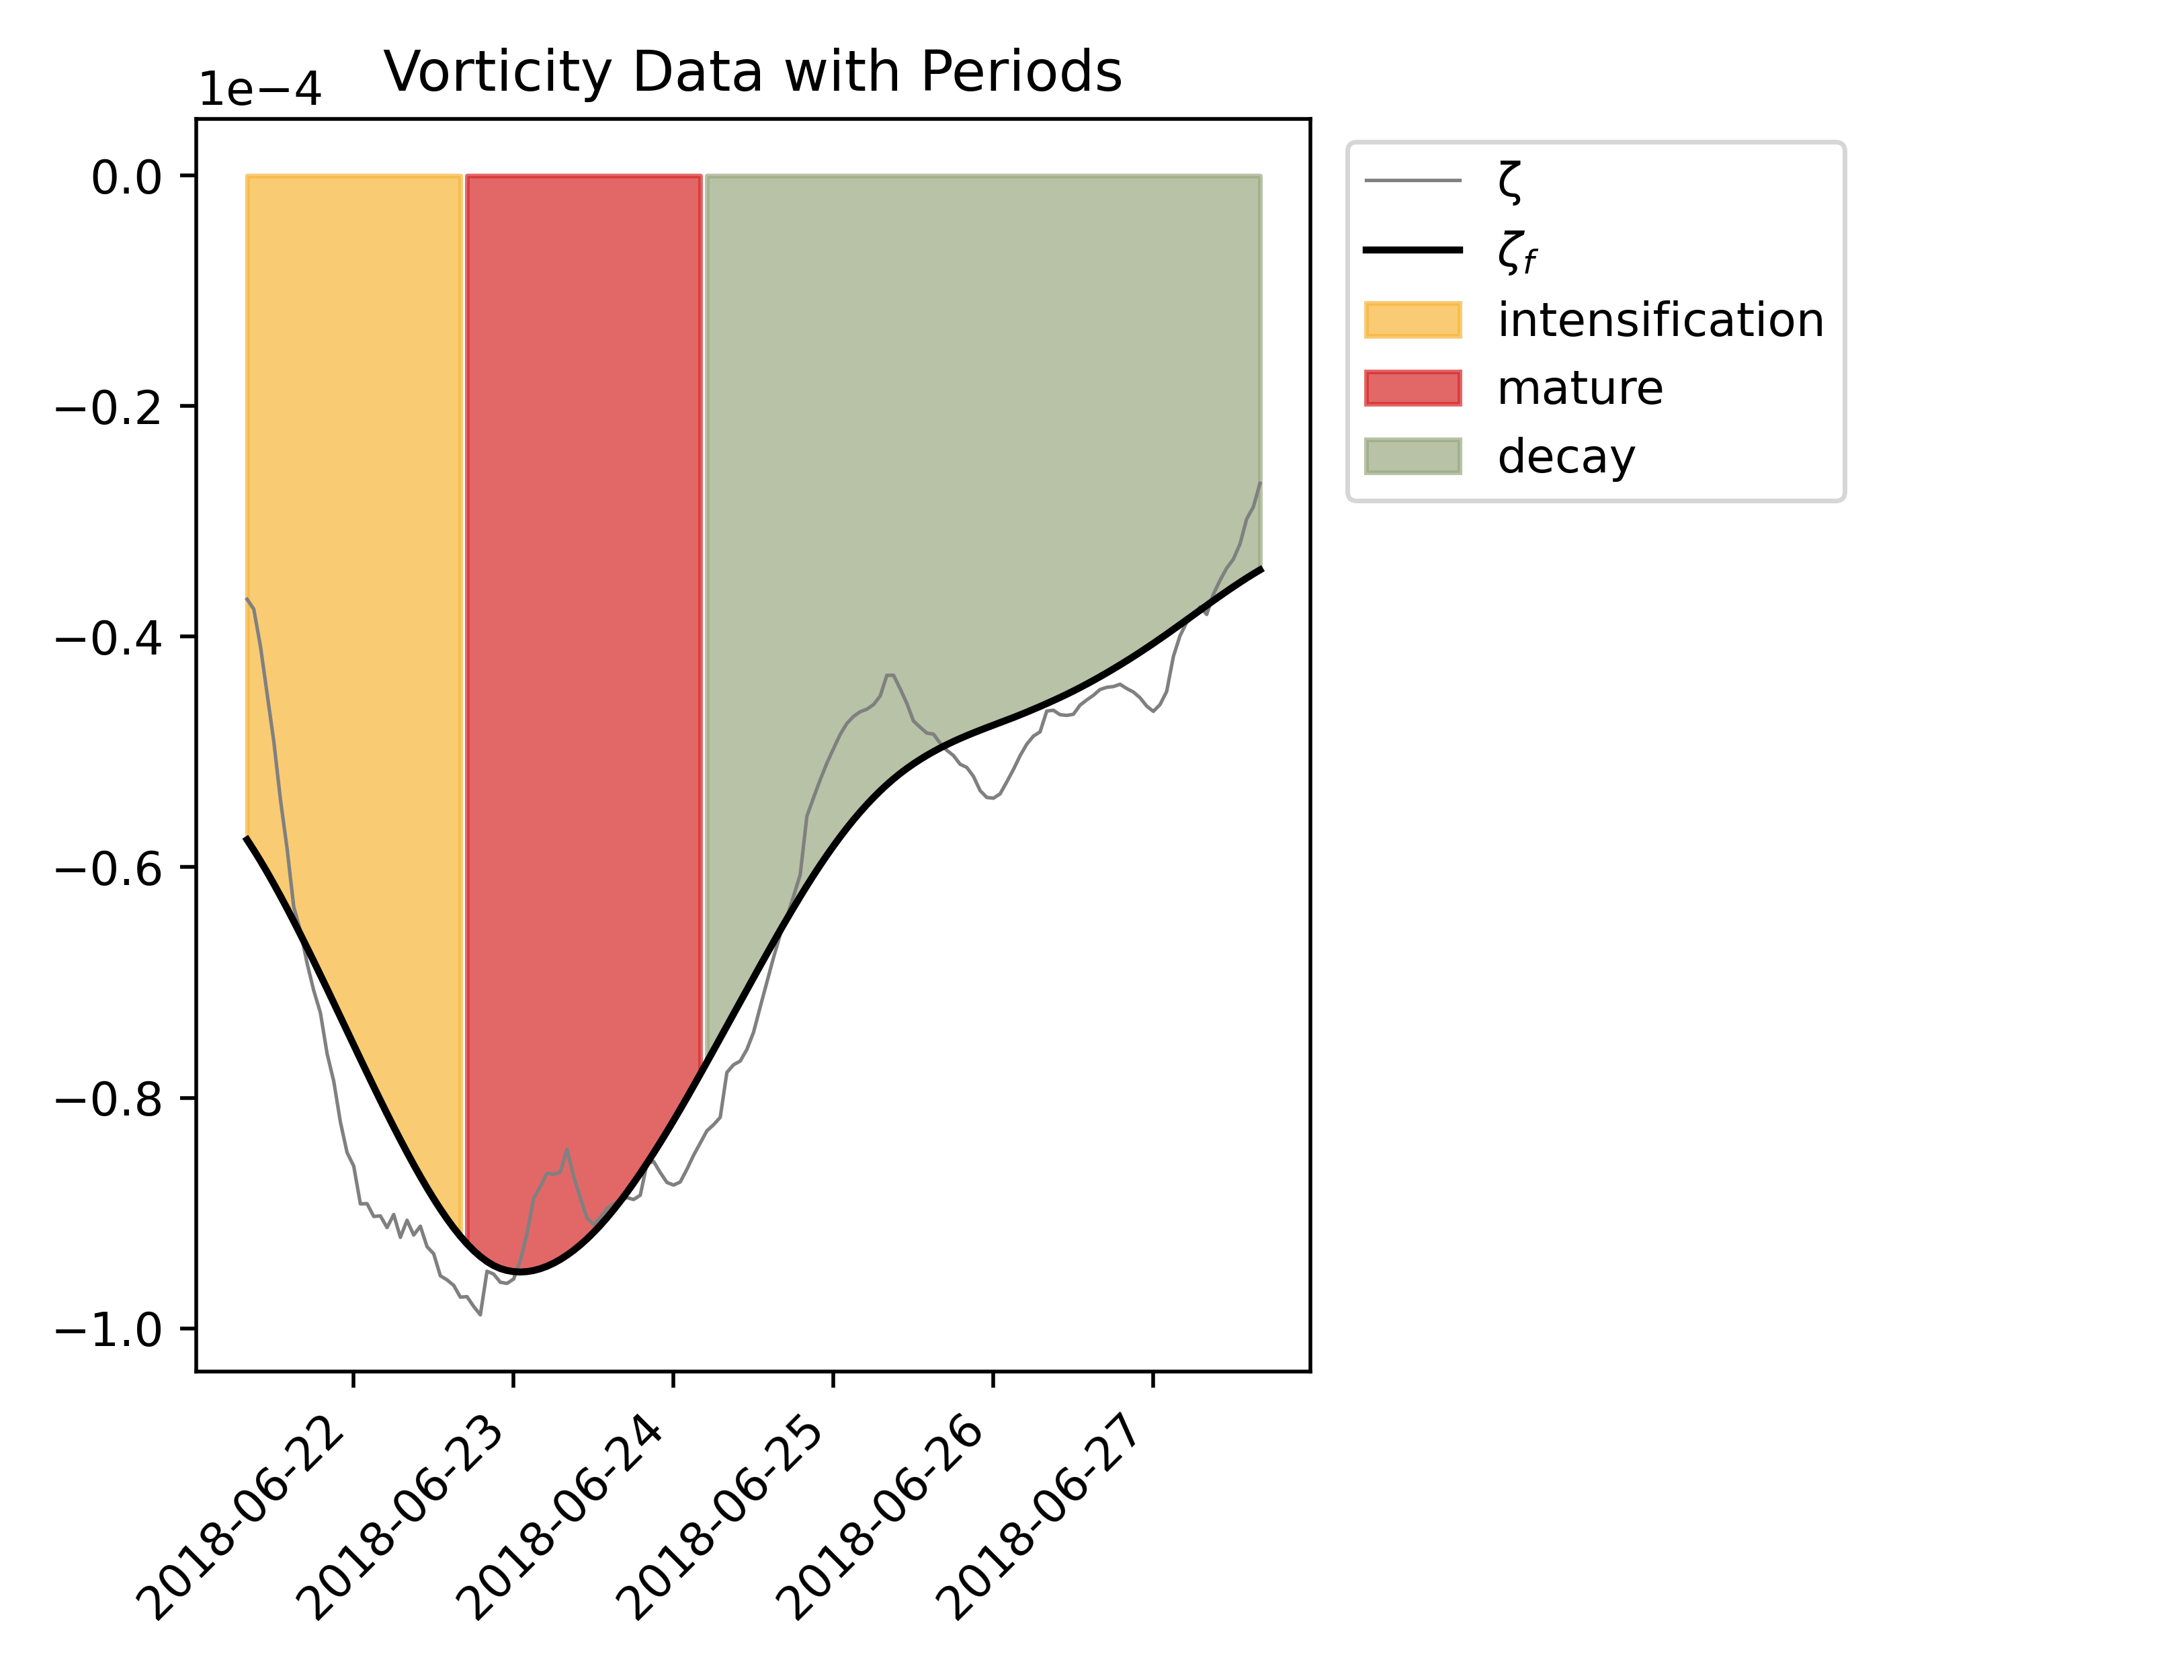 Vorticity Data with Periods
1e−4
0.0
−0.2
−0.4
−0.6
−0.8
−1.0
2018-06-22
2018-06-23
2018-06-24
2018-06-25
2018-06-26
2018-06-27
ζ
ζf
intensification
mature
decay